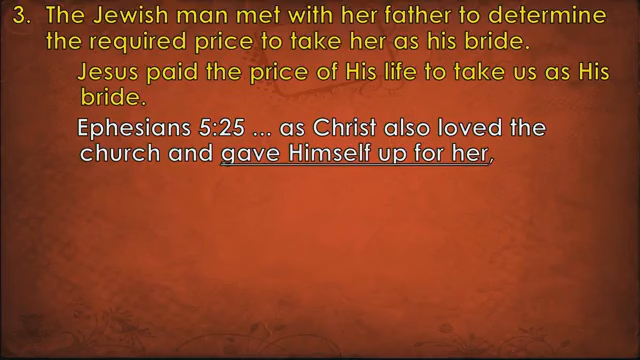 3. The Jewish man met with her father to determine
the required price to take her as his bride.
Jesus paid the price of His life to take us as His
bride.
Ephesians 5:25 ... as Christ also loved the
church and gave Himself up for her,